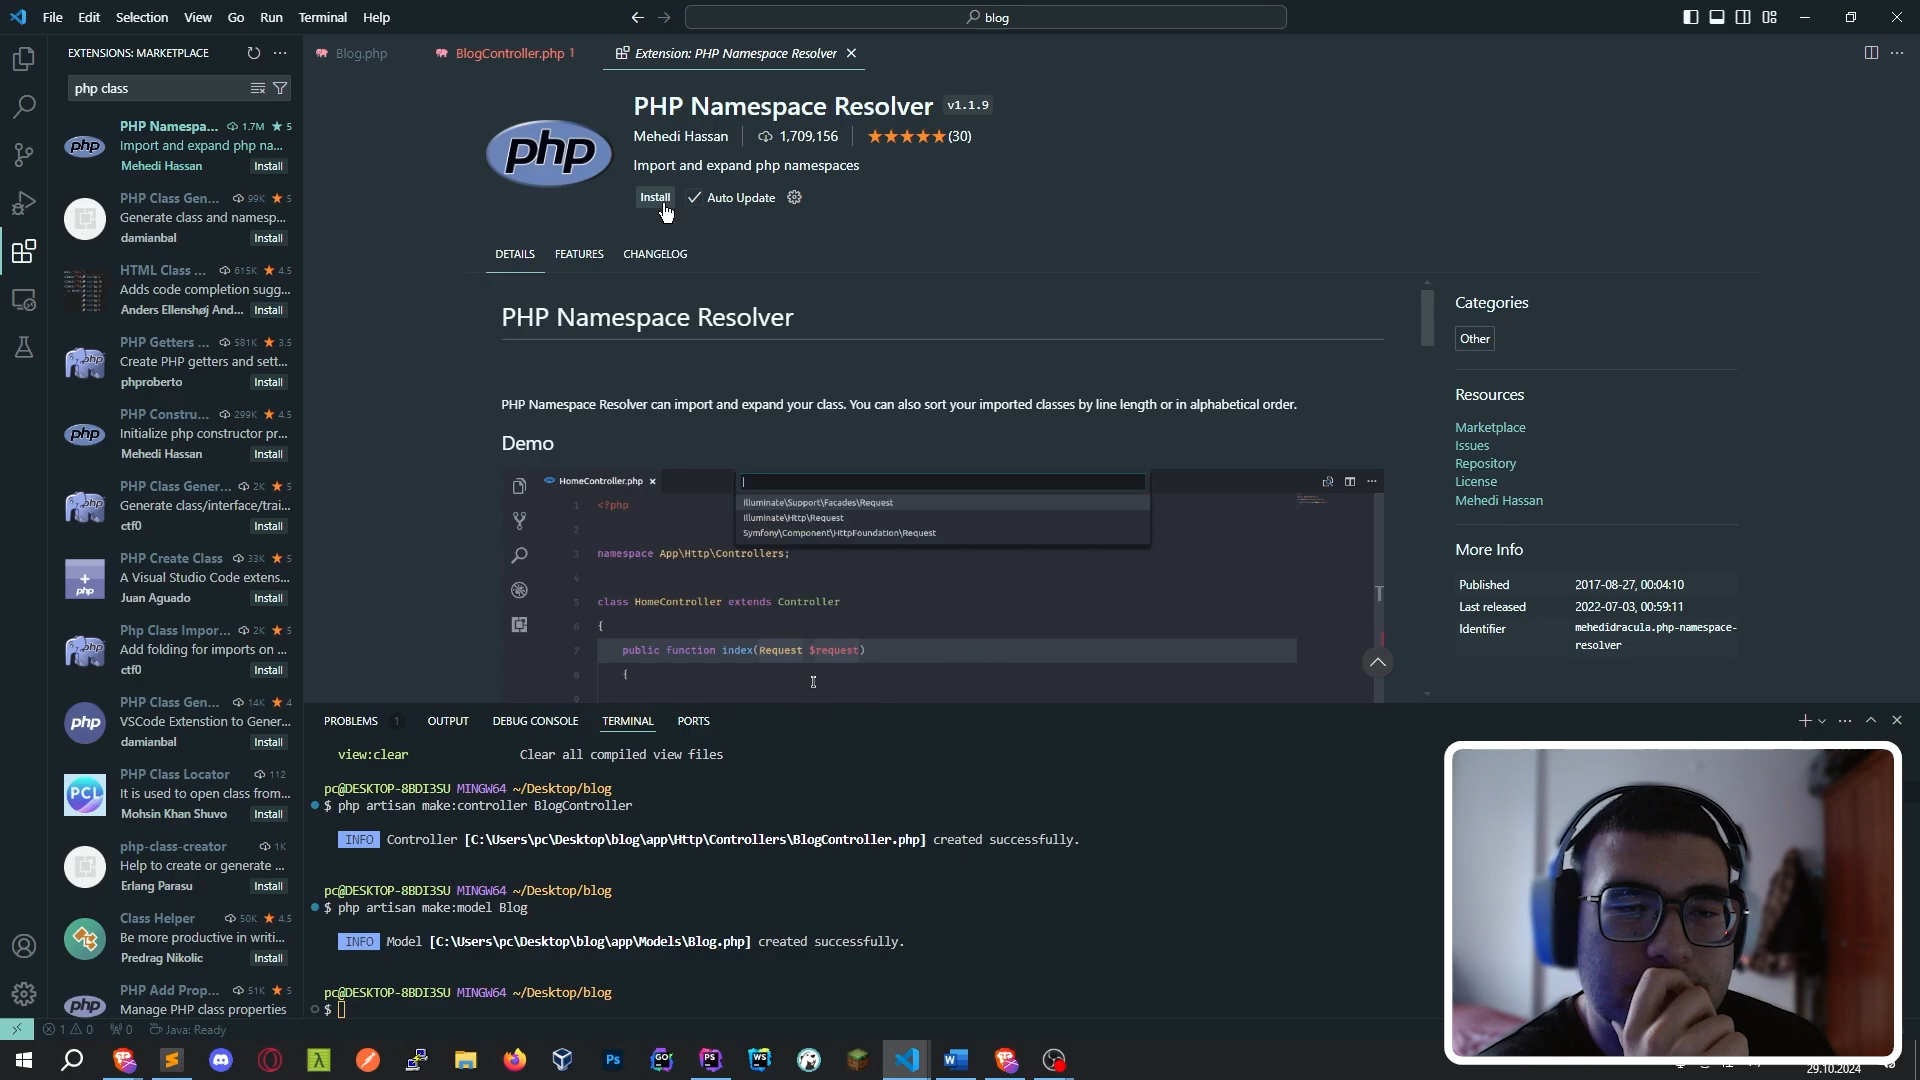 File Edit Selection View Go Run Terminal Help
blog
EXTENSIONS: MARKETPLACE
php class
PHP Namespa... 1.7M ★ 5
Import and expand php na...
Mehedi Hassan Install
PHP Class Gen... 99K ★ 5
Generate class and namesp...
damianbal Install
HTML Class ... 615K ★ 4.5
Adds code completion sugg...
Anders Ellenshøj And... Install
PHP Getters ... 581K ★ 3.5
Create PHP getters and sett...
phproberto Install
PHP Constru... 299K ★ 4.5
Initialize php constructor pr...
Mehedi Hassan Install
PHP Class Gener... 2K ★ 5
Generate class/interface/trai...
ctf0 Install
PHP Create Class 33K ★ 5
A Visual Studio Code extens...
Juan Aguado Install
Php Class Impor... 2K ★ 5
Add folding for imports on ...
ctf0 Install
PHP Class Gen... 14K ★ 4
VSCode Extenstion to Gener...
damianbal Install
PHP Class Locator 112
It is used to open class from...
Mohsin Khan Shuvo Install
php-class-creator 1K
Help to create or generate ...
Erlang Parasu Install
Class Helper 50K ★ 4.5
Be more productive in writi...
Predrag Nikolic Install
PHP Add Prop... 51K ★ 5
Manage PHP class properties
Blog.php BlogController.php 1 Extension: PHP Namespace Resolver
php
PHP Namespace Resolver v1.1.9
Mehedi Hassan 1,709,156 ★★★★★(30)
Import and expand php namespaces
Install Auto Update
DETAILS FEATURES CHANGELOG
PHP Namespace Resolver
PHP Namespace Resolver can import and expand your class. You can also sort your imported classes by line length or in alphabetical order.
Demo
HomeController.php
Illuminate\Support\Facades\Request
Illuminate\Http\Request
Symfony\Component\HttpFoundation\Request
1 <?php
2
3 namespace App\Http\Controllers;
4
5 class HomeController extends Controller
6 {
7 public function index(Request $request)
8 {
9
Categories
Other
Resources
Marketplace
Issues
Repository
License
Mehedi Hassan
More Info
Published 2017-08-27, 00:04:10
Last released 2022-07-03, 00:59:11
Identifier mehedidracula.php-namespace-
resolver
PROBLEMS 1 OUTPUT DEBUG CONSOLE TERMINAL PORTS
view:clear Clear all compiled view files
pc@DESKTOP-8BDI3SU MINGW64 ~/Desktop/blog
$ php artisan make:controller BlogController
INFO Controller [C:\Users\pc\Desktop\blog\app\Http\Controllers\BlogController.php] created successfully.
pc@DESKTOP-8BDI3SU MINGW64 ~/Desktop/blog
$ php artisan make:model Blog
INFO Model [C:\Users\pc\Desktop\blog\app\Models\Blog.php] created successfully.
pc@DESKTOP-8BDI3SU MINGW64 ~/Desktop/blog
$
1 0 0 Java: Ready
29.10.2024